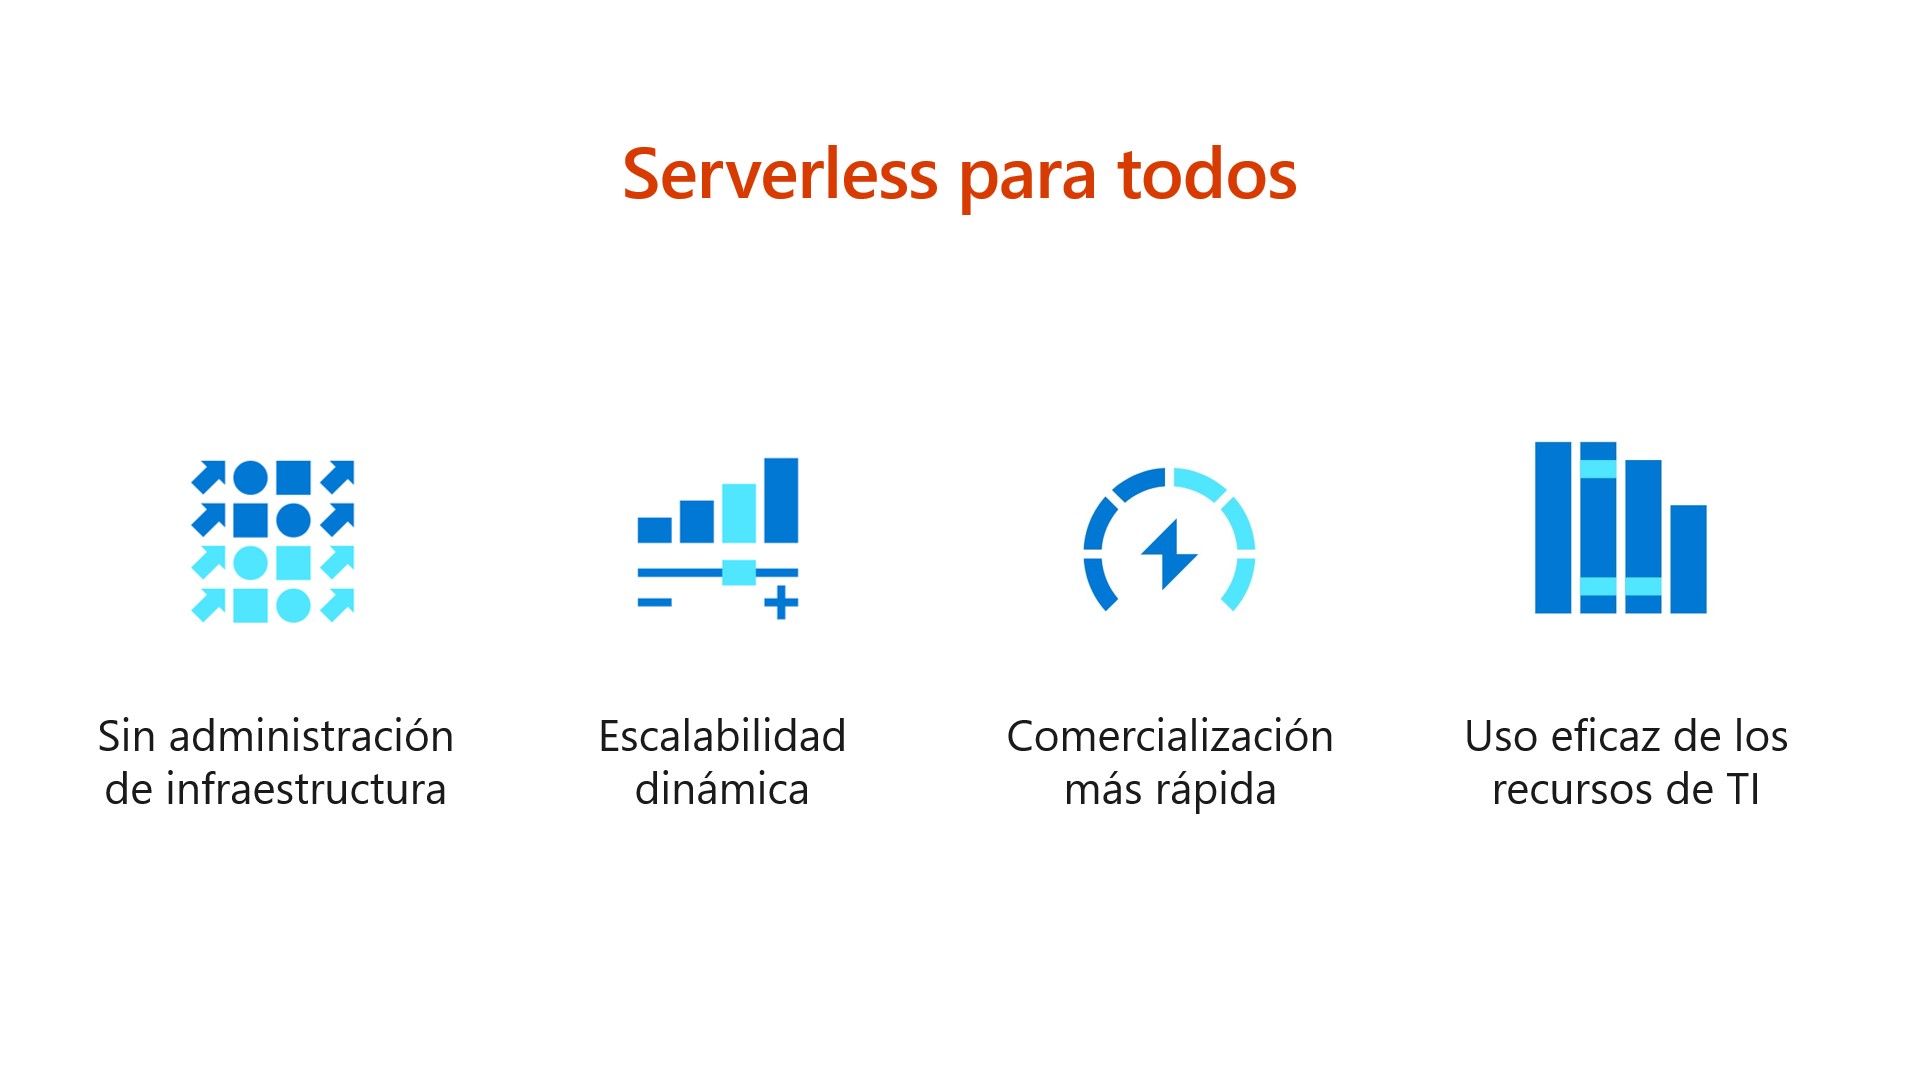 Serverless para todos
Sin administración
de infraestructura
Escalabilidad
dinámica
Comercialización
más rápida
Uso eficaz de los
recursos de TI